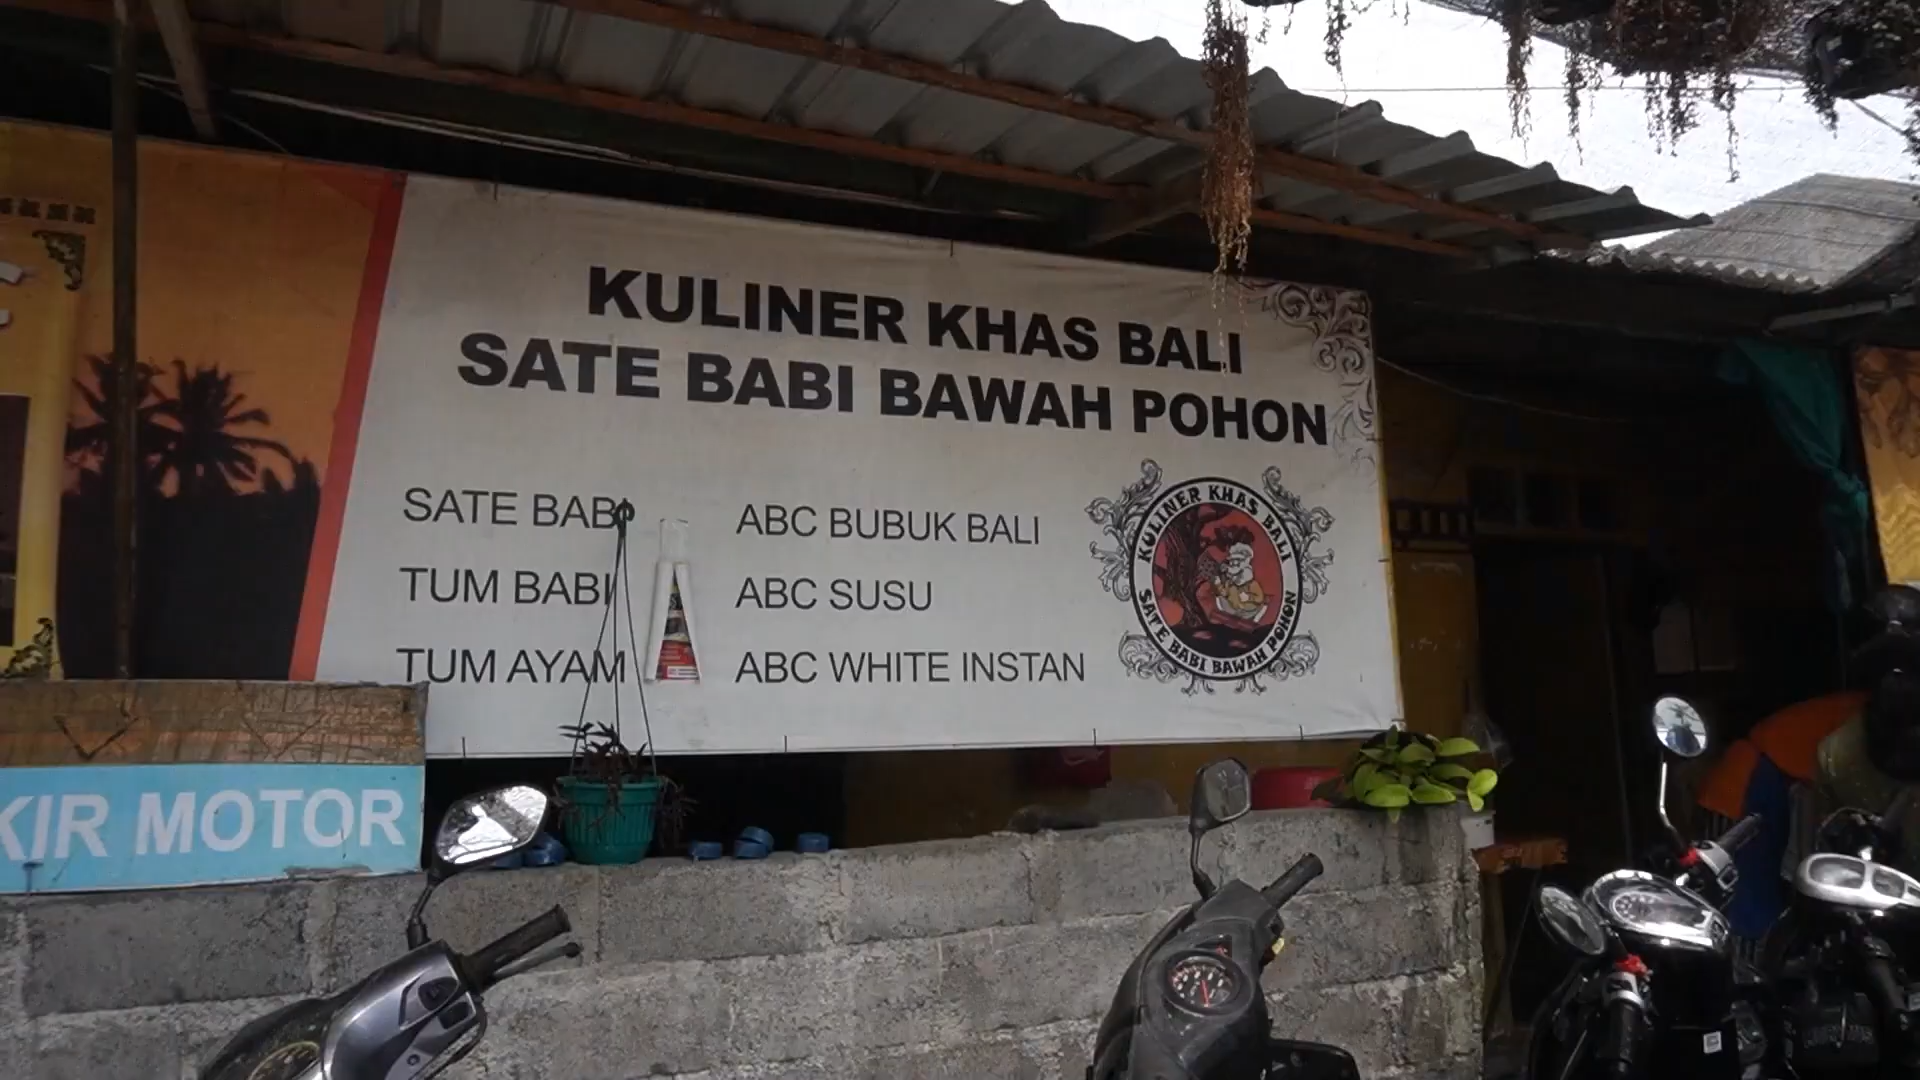 KULINER KHAS BALI
SATE BABI BAWAH POHON
SATE BABI
TUM BABI
TUM AYAM
ABC BUBUK BALI
ABC SUSU
ABC WHITE INSTAN
KULINER KHAS BALI
SATE BABI BAWAH POHON
KIR MOTOR